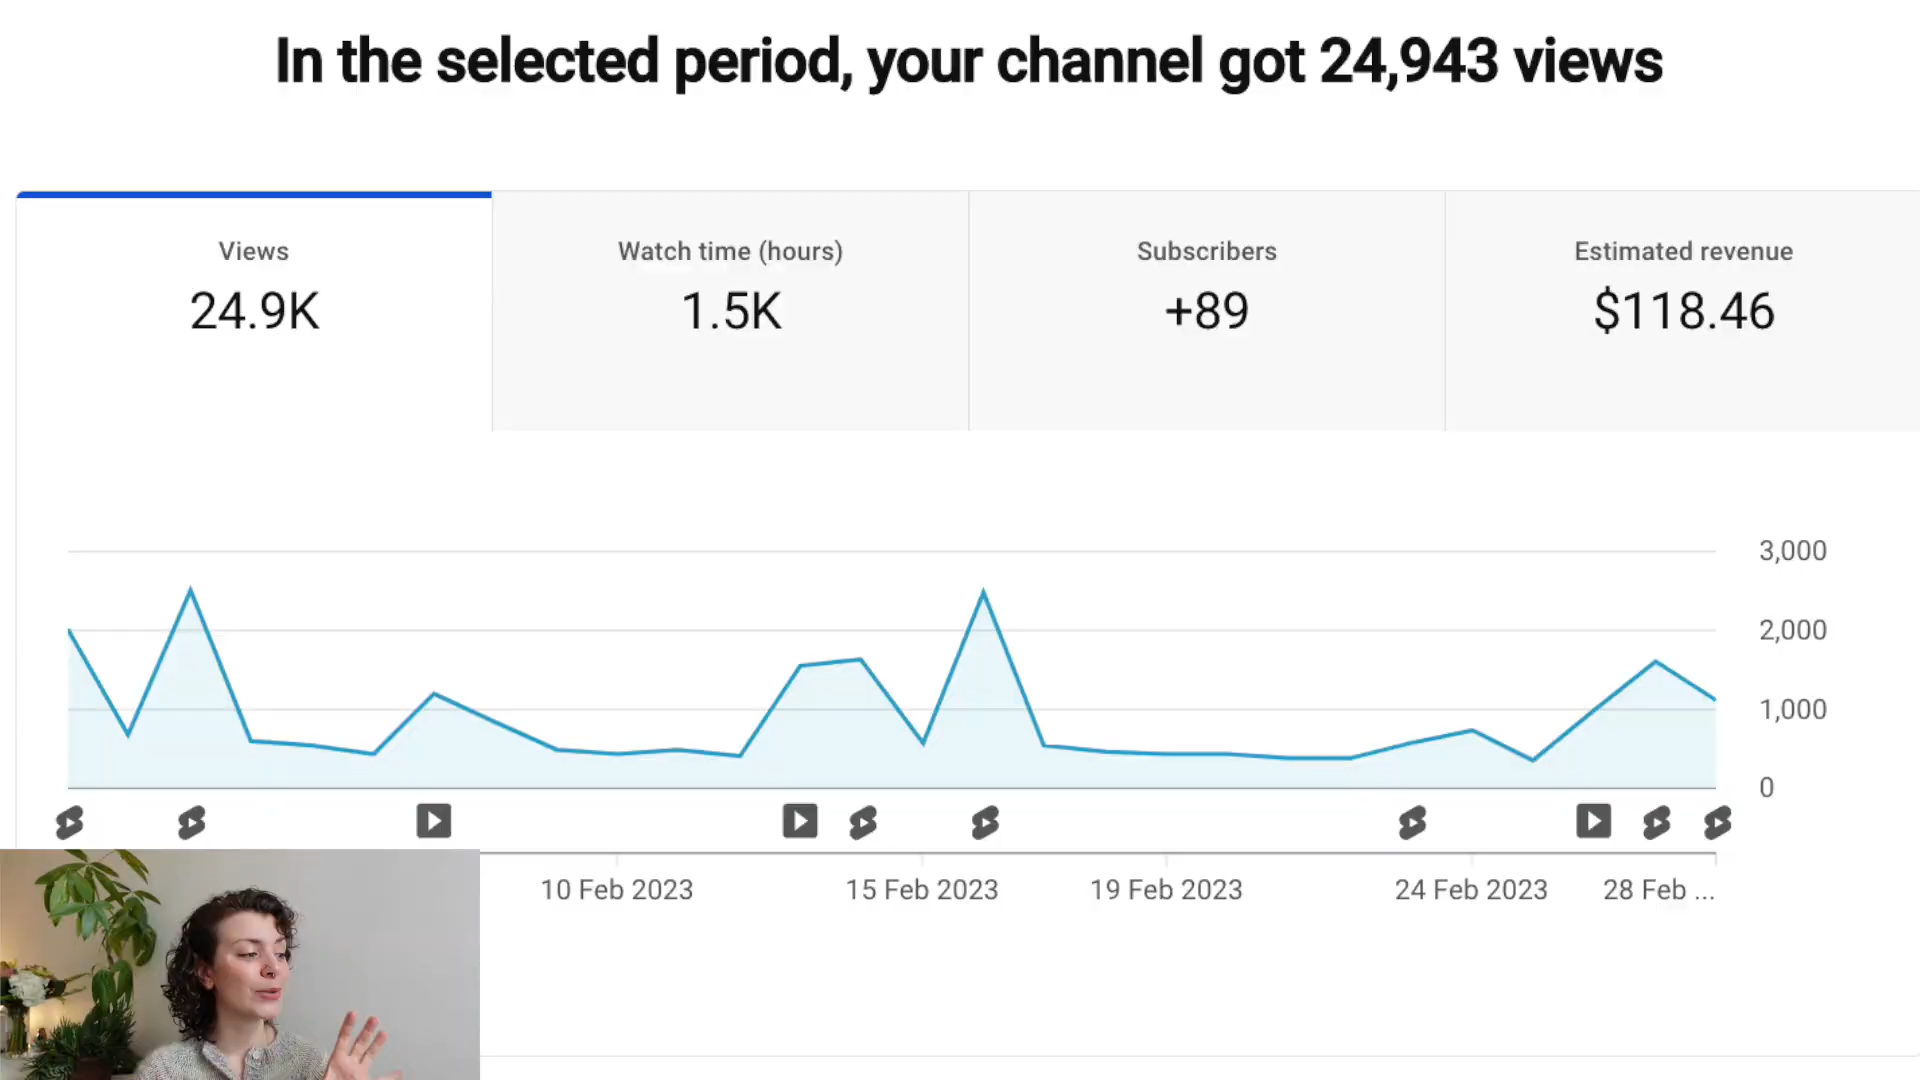 In the selected period, your channel got 24,943 views
Views
24.9K
Watch time (hours)
1.5K
Subscribers
+89
Estimated revenue
$118.46
3,000
2,000
1,000
0
10 Feb 2023
15 Feb 2023
19 Feb 2023
24 Feb 2023
28 Feb ...